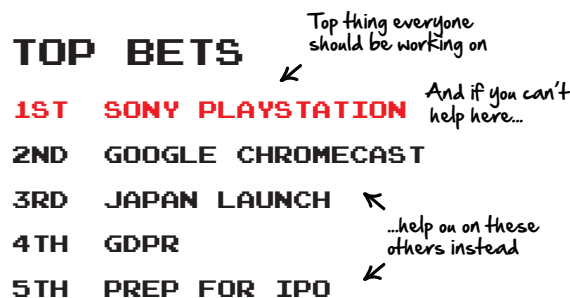 Top thing everyone
should be working on
TOP BETS
1ST SONY PLAYSTATION
And if you can't
help here...
2ND GOOGLE CHROMECAST
3RD JAPAN LAUNCH
...help ou on these
others instead
4TH GDPR
5TH PREP FOR IPO